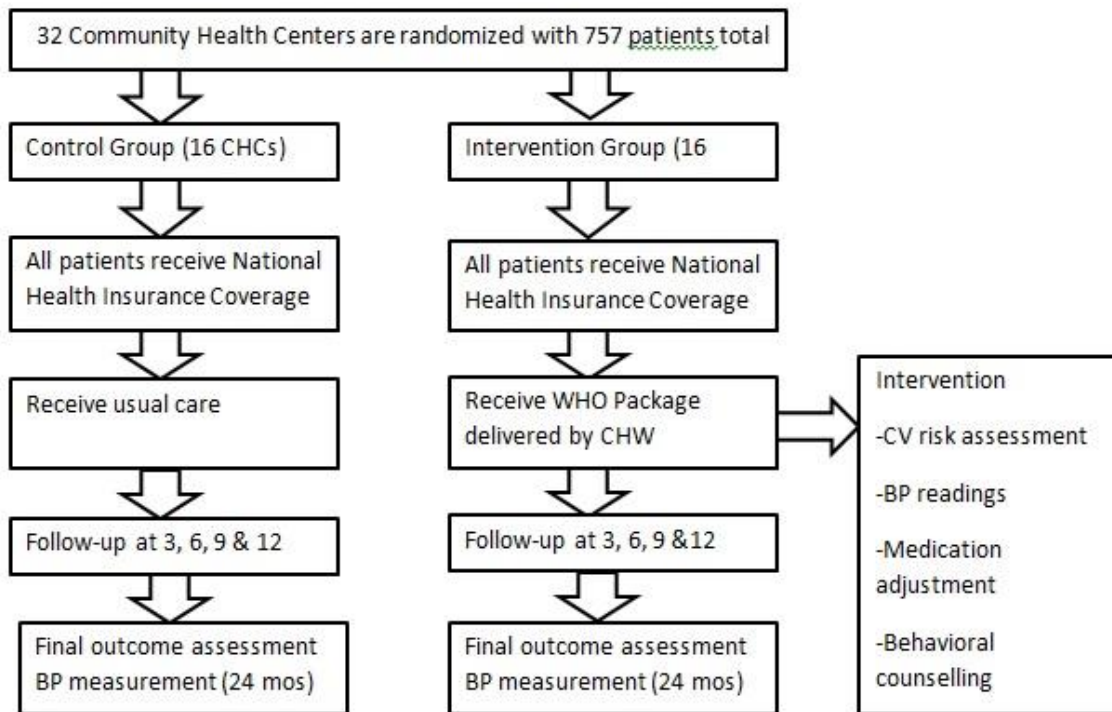 32 Community Health Centers are randomized with 757 patients total
Control Group (16 CHCs)
Intervention Group (16
All patients receive National
Health Insurance Coverage
All patients receive National
Health Insurance Coverage
Receive usual care
Receive WHO Package
delivered by CHW
Intervention
-CV risk assessment
-BP readings
-Medication
adjustment
-Behavioral
counselling
Follow-up at 3, 6, 9 & 12
Follow-up at 3, 6, 9 &12
Final outcome assessment
BP measurement (24 mos)
Final outcome assessment
BP measurement (24 mos)